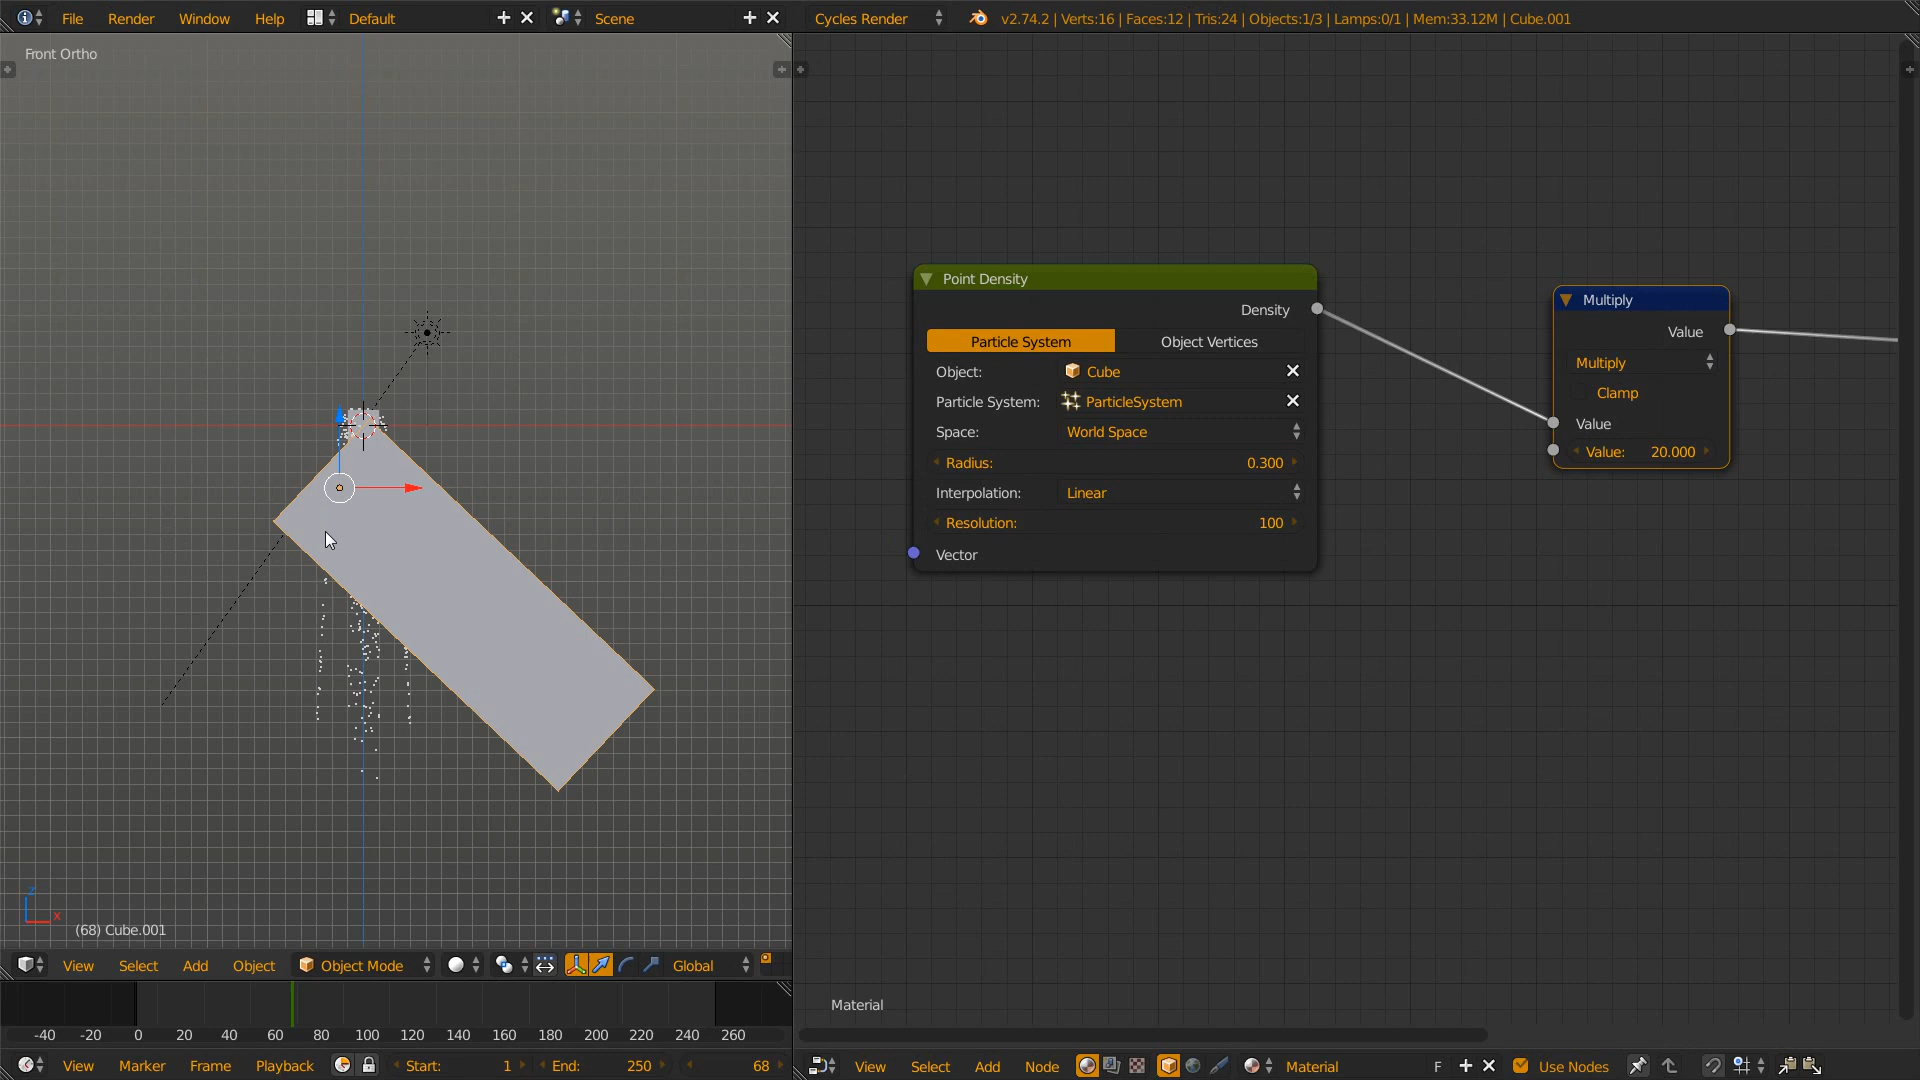 File Render Window Help Default Scene Cycles Render v2.74.2 | Verts:16 | Faces:12 | Tris:24 | Objects:1/3 | Lamps:0/1 | Mem:33.12M | Cube.001
Front Ortho
Point Density
Density
Particle System Object Vertices
Object: Cube
Particle System: ParticleSystem
Space: World Space
Radius: 0.300
Interpolation: Linear
Resolution: 100
Vector
Multiply
Value
Multiply
Clamp
Value
Value: 20.000
z
x
(68) Cube.001
View Select Add Object Object Mode Global
Material
-40 -20 0 20 40 60 80 100 120 140 160 180 200 220 240 260
View Marker Frame Playback Start: 1 End: 250 68
View Select Add Node Material F Use Nodes